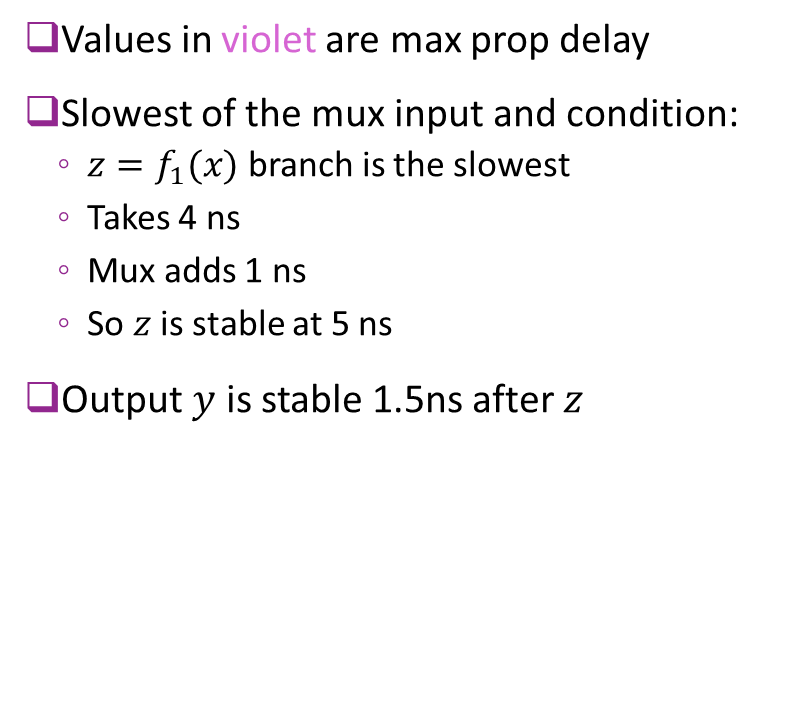 ❑Values in violet are max prop delay
❑Slowest of the mux input and condition:
◦ 𝑧 = 𝑓₁(𝑥) branch is the slowest
◦ Takes 4 ns
◦ Mux adds 1 ns
◦ So 𝑧 is stable at 5 ns
❑Output 𝑦 is stable 1.5ns after 𝑧